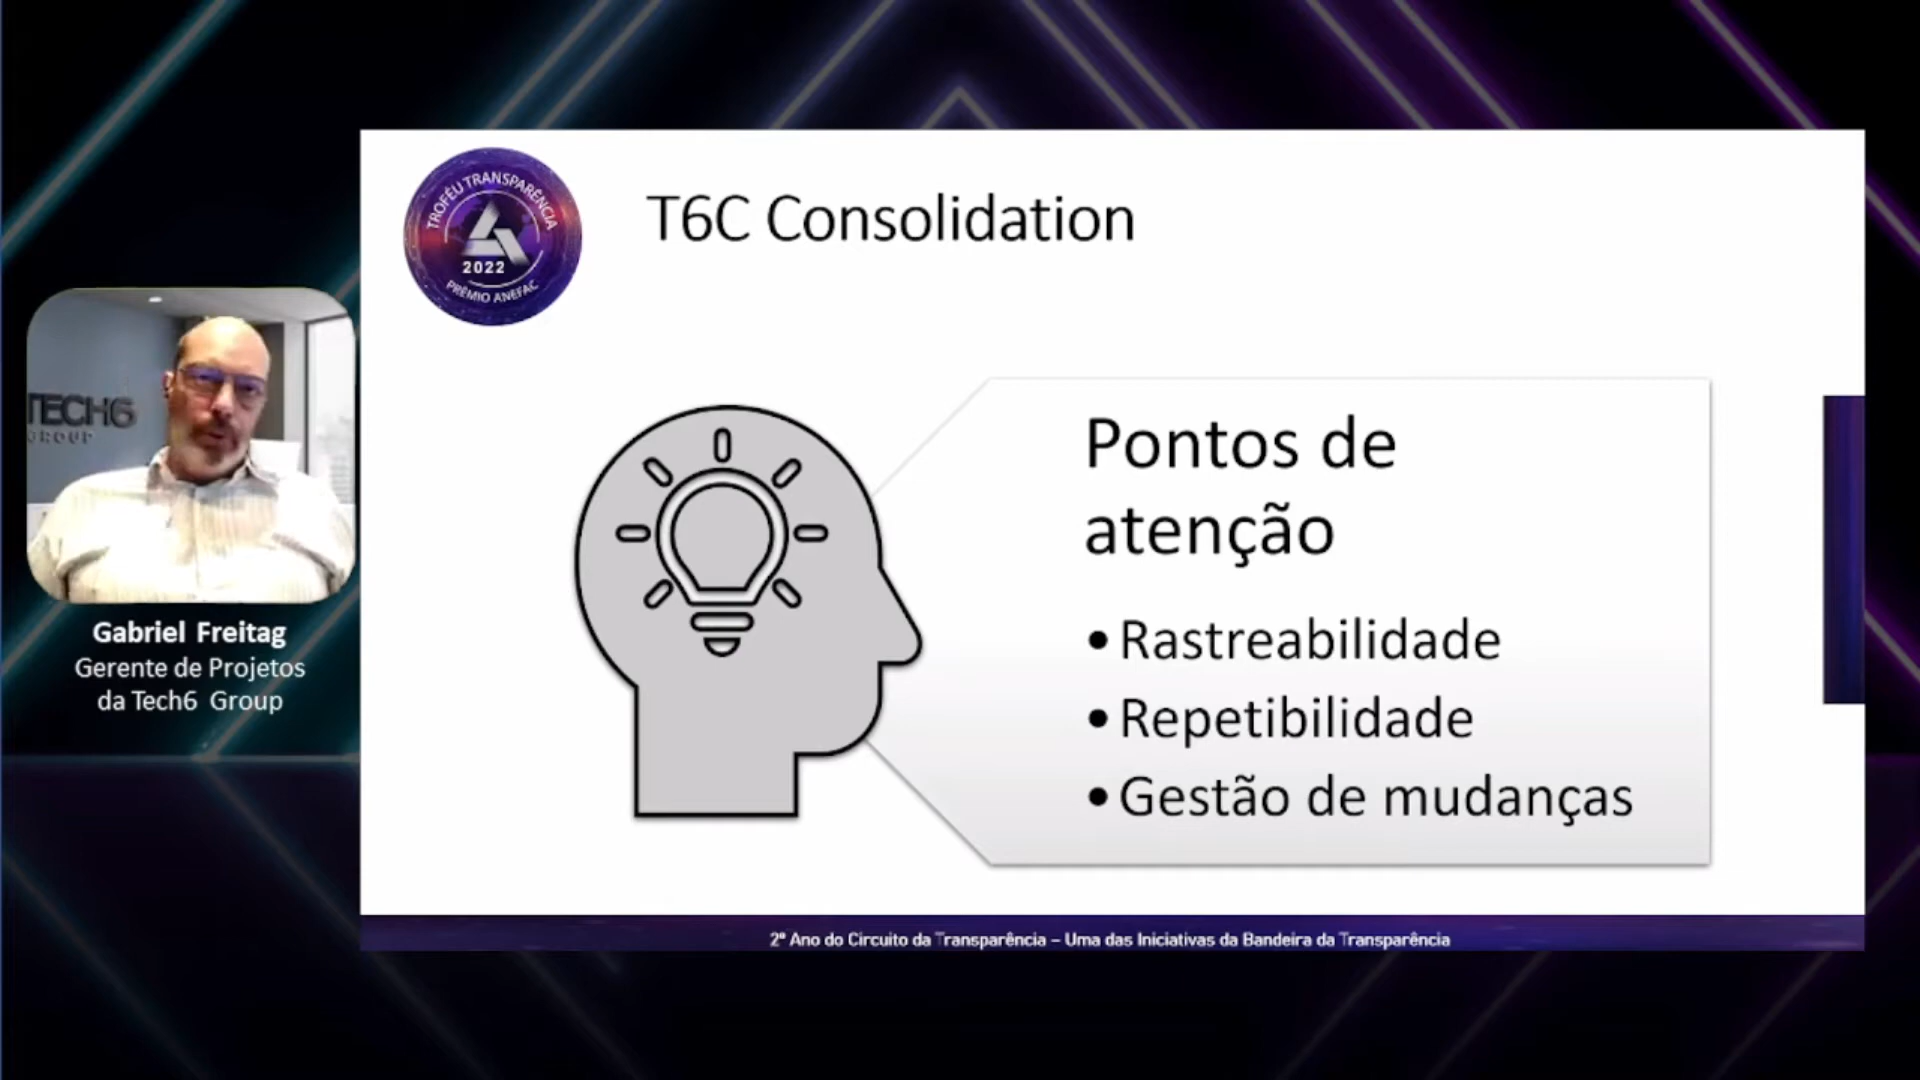 TROFÉU TRANSPARÊNCIA
2022
PRÊMIO ANEFAC
T6C Consolidation
TECH6
GROUP
Gabriel Freitag
Gerente de Projetos
da Tech6 Group
Pontos de
atenção
• Rastreabilidade
• Repetibilidade
• Gestão de mudanças
2º Ano do Circuito da Transparência – Uma das Iniciativas da Bandeira da Transparência